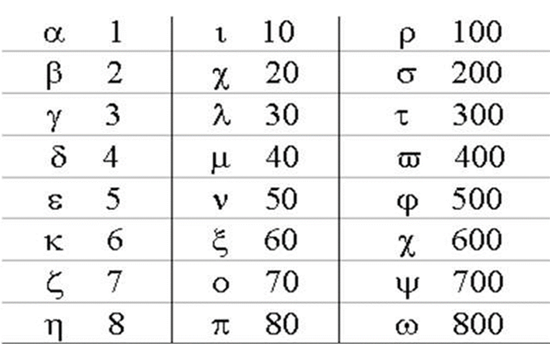 α 1 ι 10 ρ 100
β 2 χ 20 σ 200
γ 3 λ 30 τ 300
δ 4 μ 40 ϖ 400
ε 5 ν 50 φ 500
κ 6 ξ 60 χ 600
ζ 7 ο 70 ψ 700
η 8 π 80 ω 800